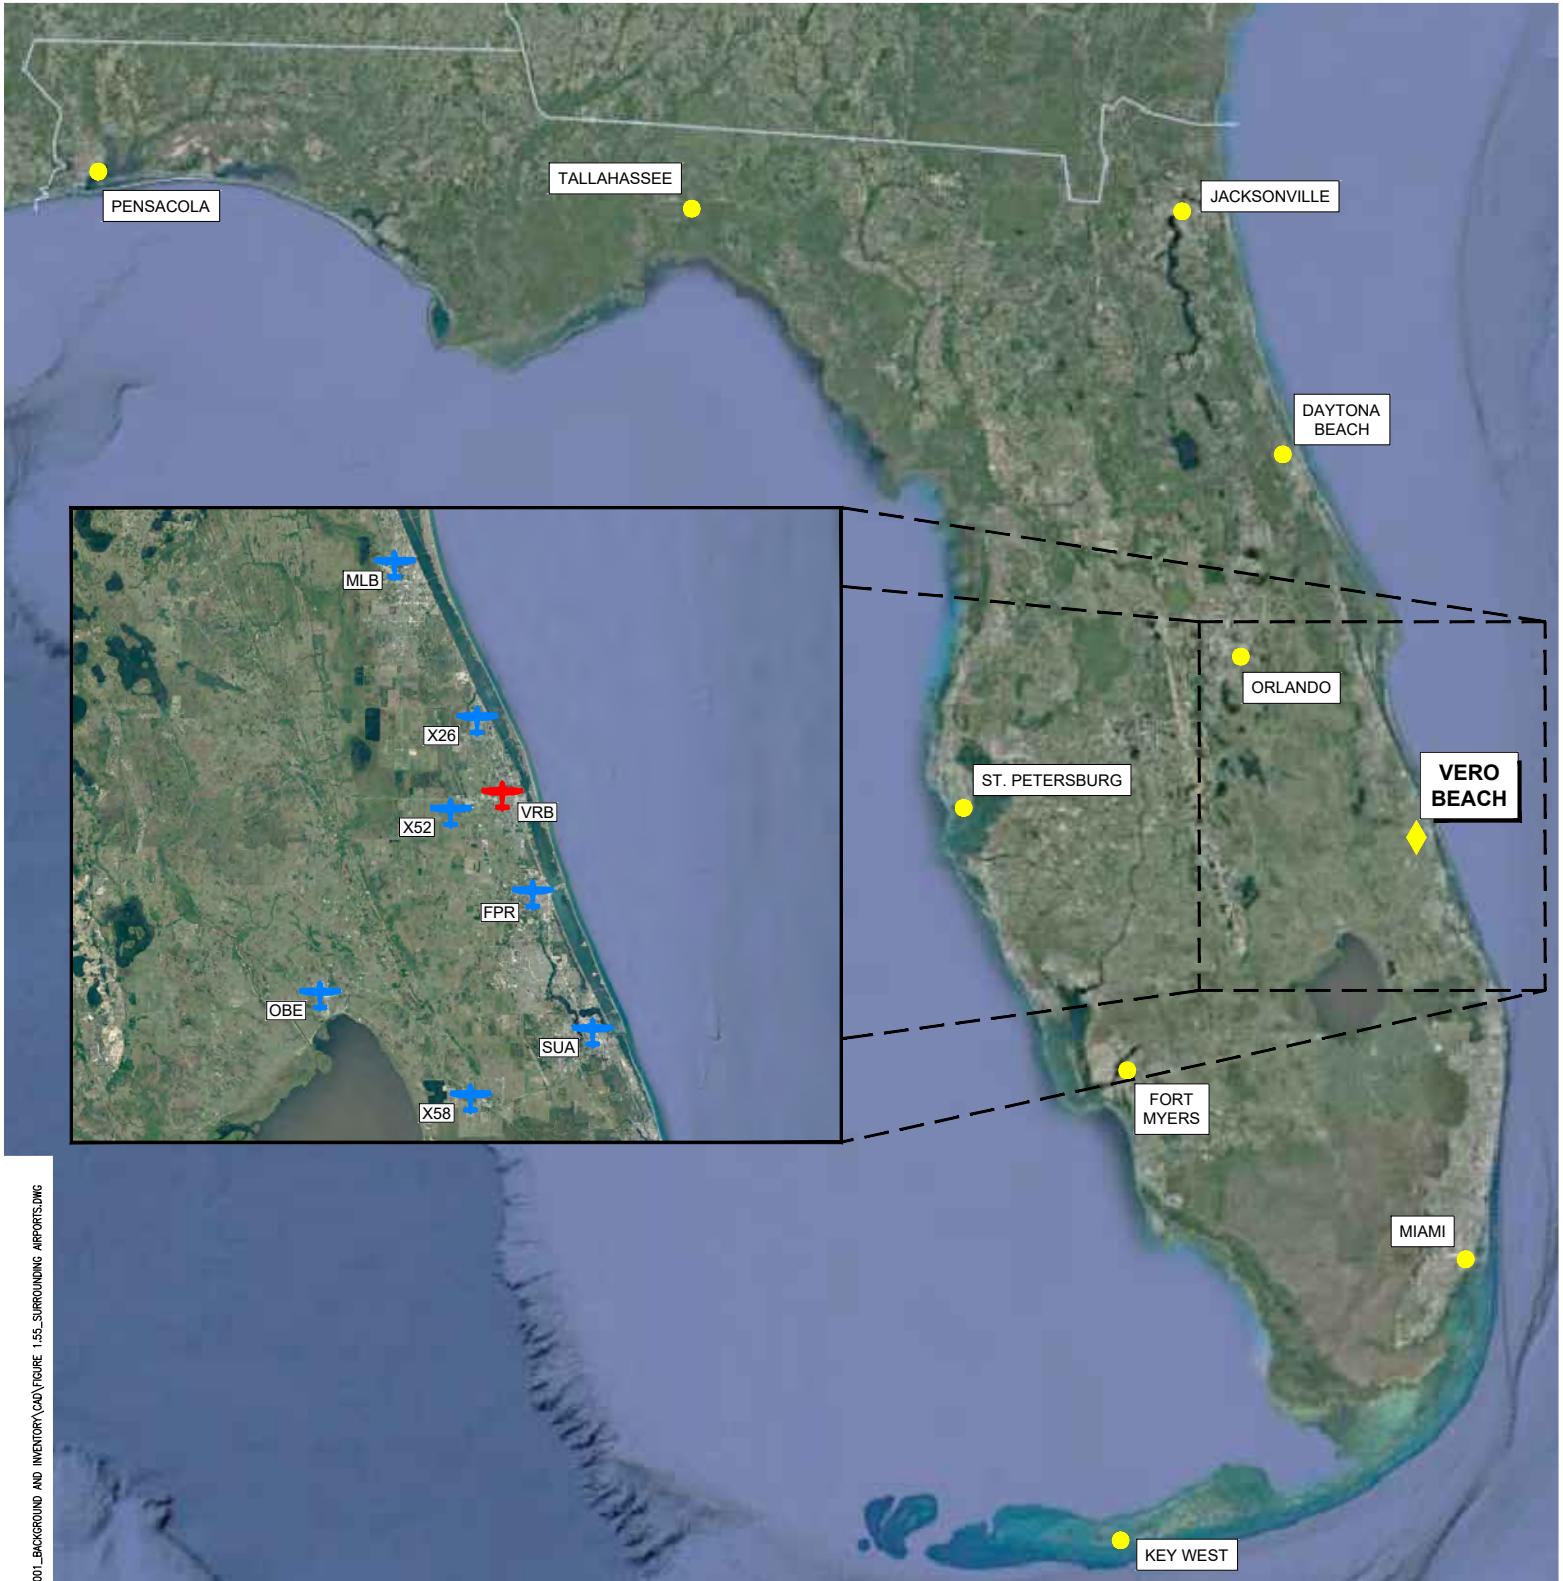 TALLAHASSEE
JACKSONVILLE
PENSACOLA
DAYTONA
BEACH
MLB
ORLANDO
X26
VERO
BEACH
ST. PETERSBURG
VRB
X52
FPR
OBE
SUA
X58
FORT
MYERS
MIAMI
KEY WEST
001_BACKGROUND AND INVENTORY\CAD\FIGURE 1.55_SURROUNDING AIRPORTS.DWG